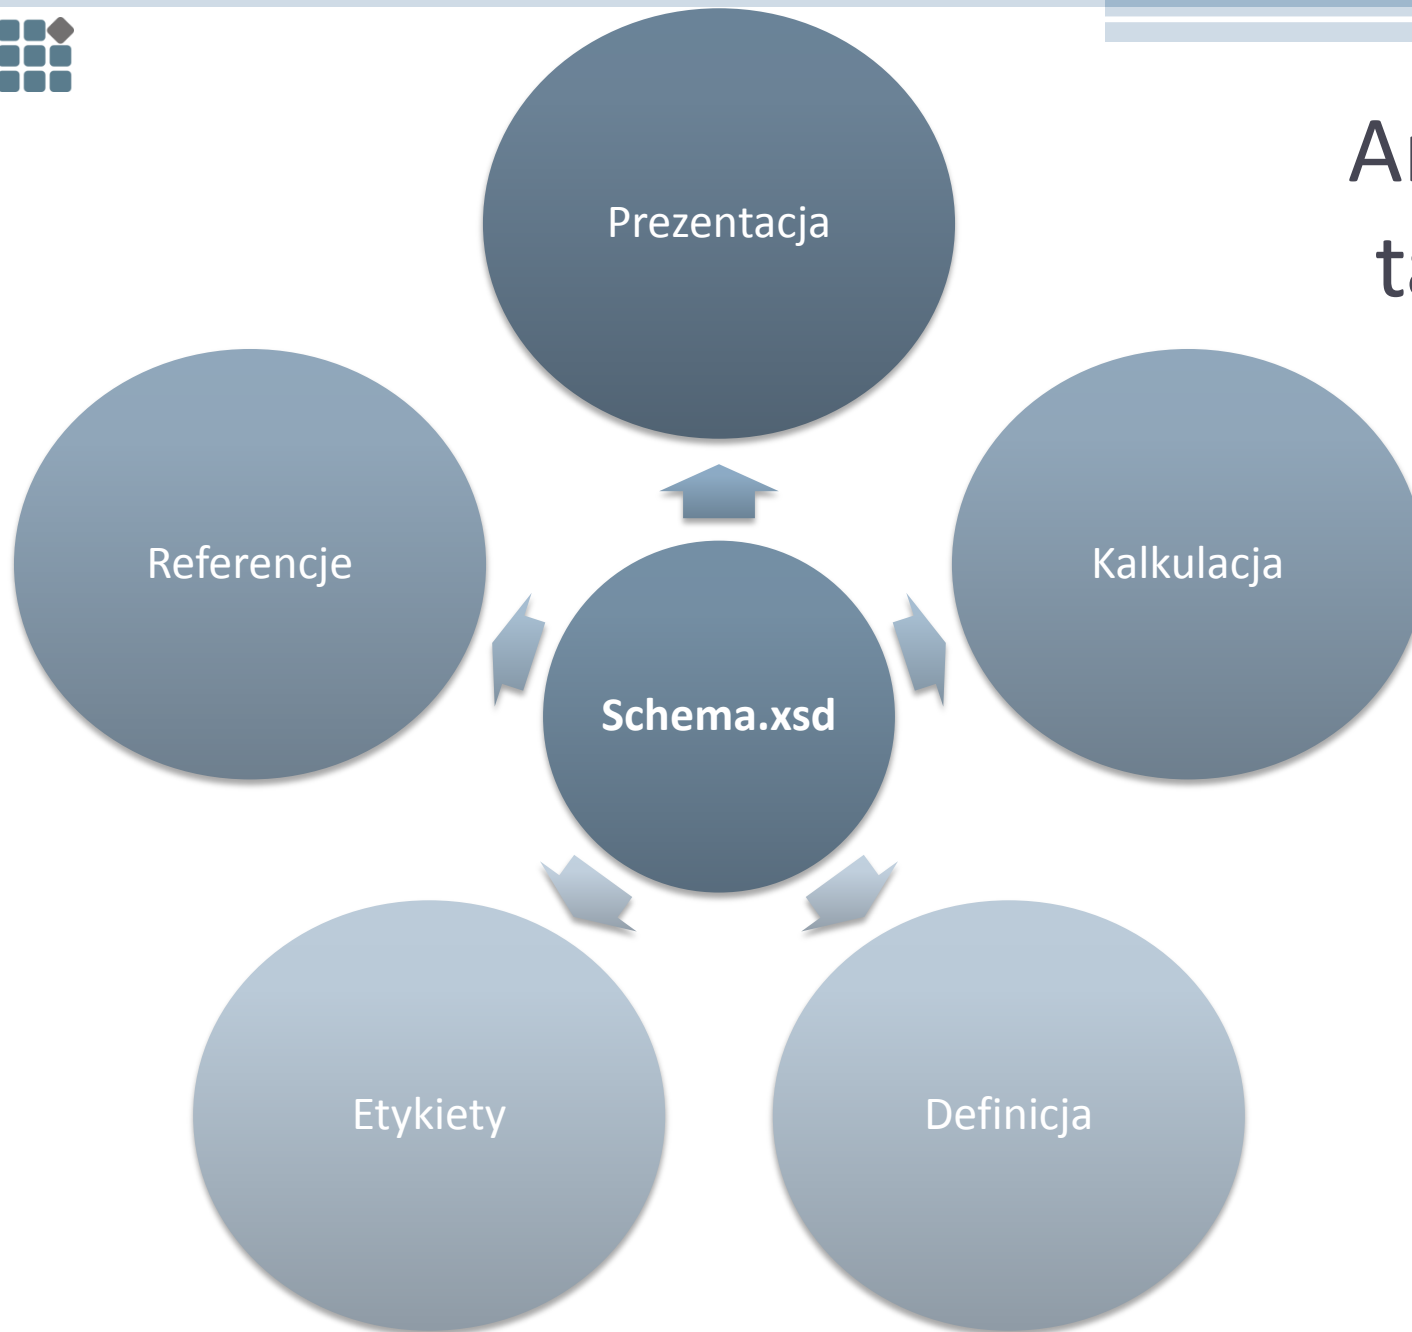 Prezentacja
Referencje
Kalkulacja
Schema.xsd
Etykiety
Definicja